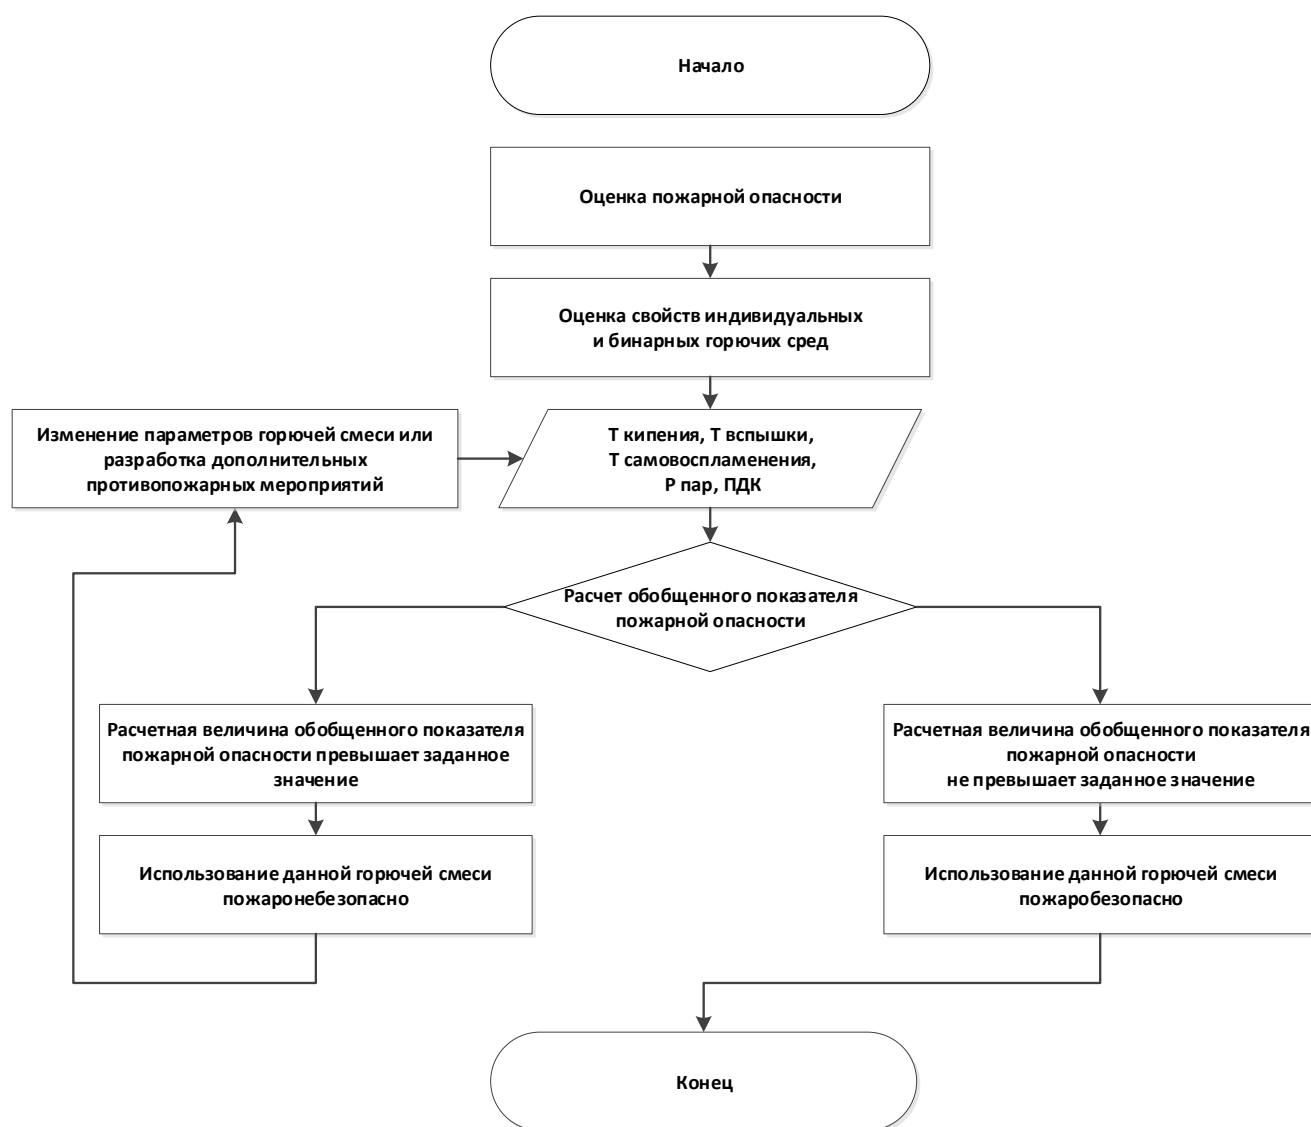 Начало
Оценка пожарной опасности
Оценка свойств индивидуальных
и бинарных горючих сред
Изменение параметров горючей смеси или
разработка дополнительных
противопожарных мероприятий
Т кипения, Т вспышки,
Т самовоспламенения,
Р пар, ПДК
Расчет обобщенного показателя
пожарной опасности
Расчетная величина обобщенного показателя
пожарной опасности превышает заданное
значение
Расчетная величина обобщенного показателя
пожарной опасности
не превышает заданное значение
Использование данной горючей смеси
пожаронебезопасно
Использование данной горючей смеси
пожаробезопасно
Конец